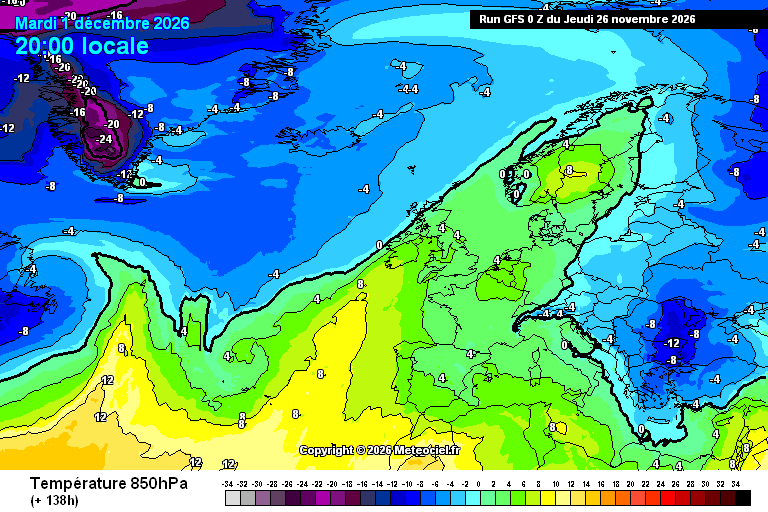 Mardi 1 décembre 2026
20:00 locale
Run GFS 0 Z du Jeudi 26 novembre 2026
Copyright © 2026 Meteociel.fr
Température 850hPa
(+ 138h)
-34 -32 -30 -28 -26 -24 -22 -20 -18 -16 -14 -12 -10 -8 -6 -4 -2 0 2 4 6 8 10 12 14 16 18 20 22 24 26 28 30 32 34